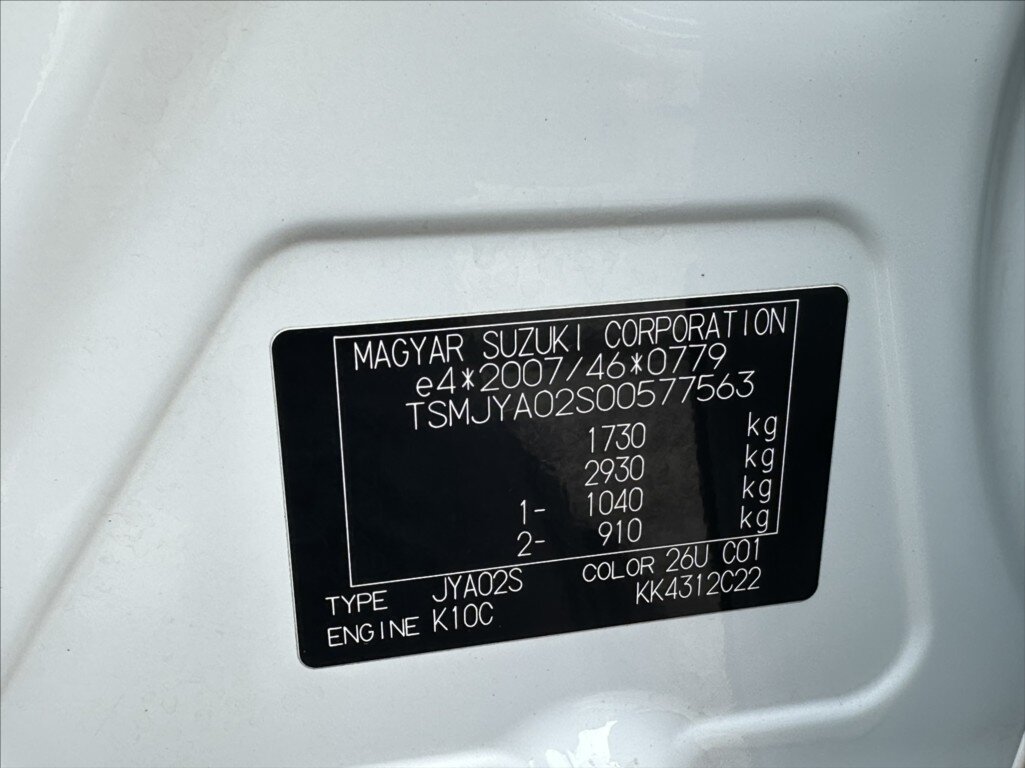 MAGYAR SUZUKI CORPORATION
e4*2007/46*0779
TSMJYA02S00577563
1730 kg
2930 kg
1- 1040 kg
2- 910 kg
TYPE JYA02S COLOR 26U C01
ENGINE K10C KK4312C22